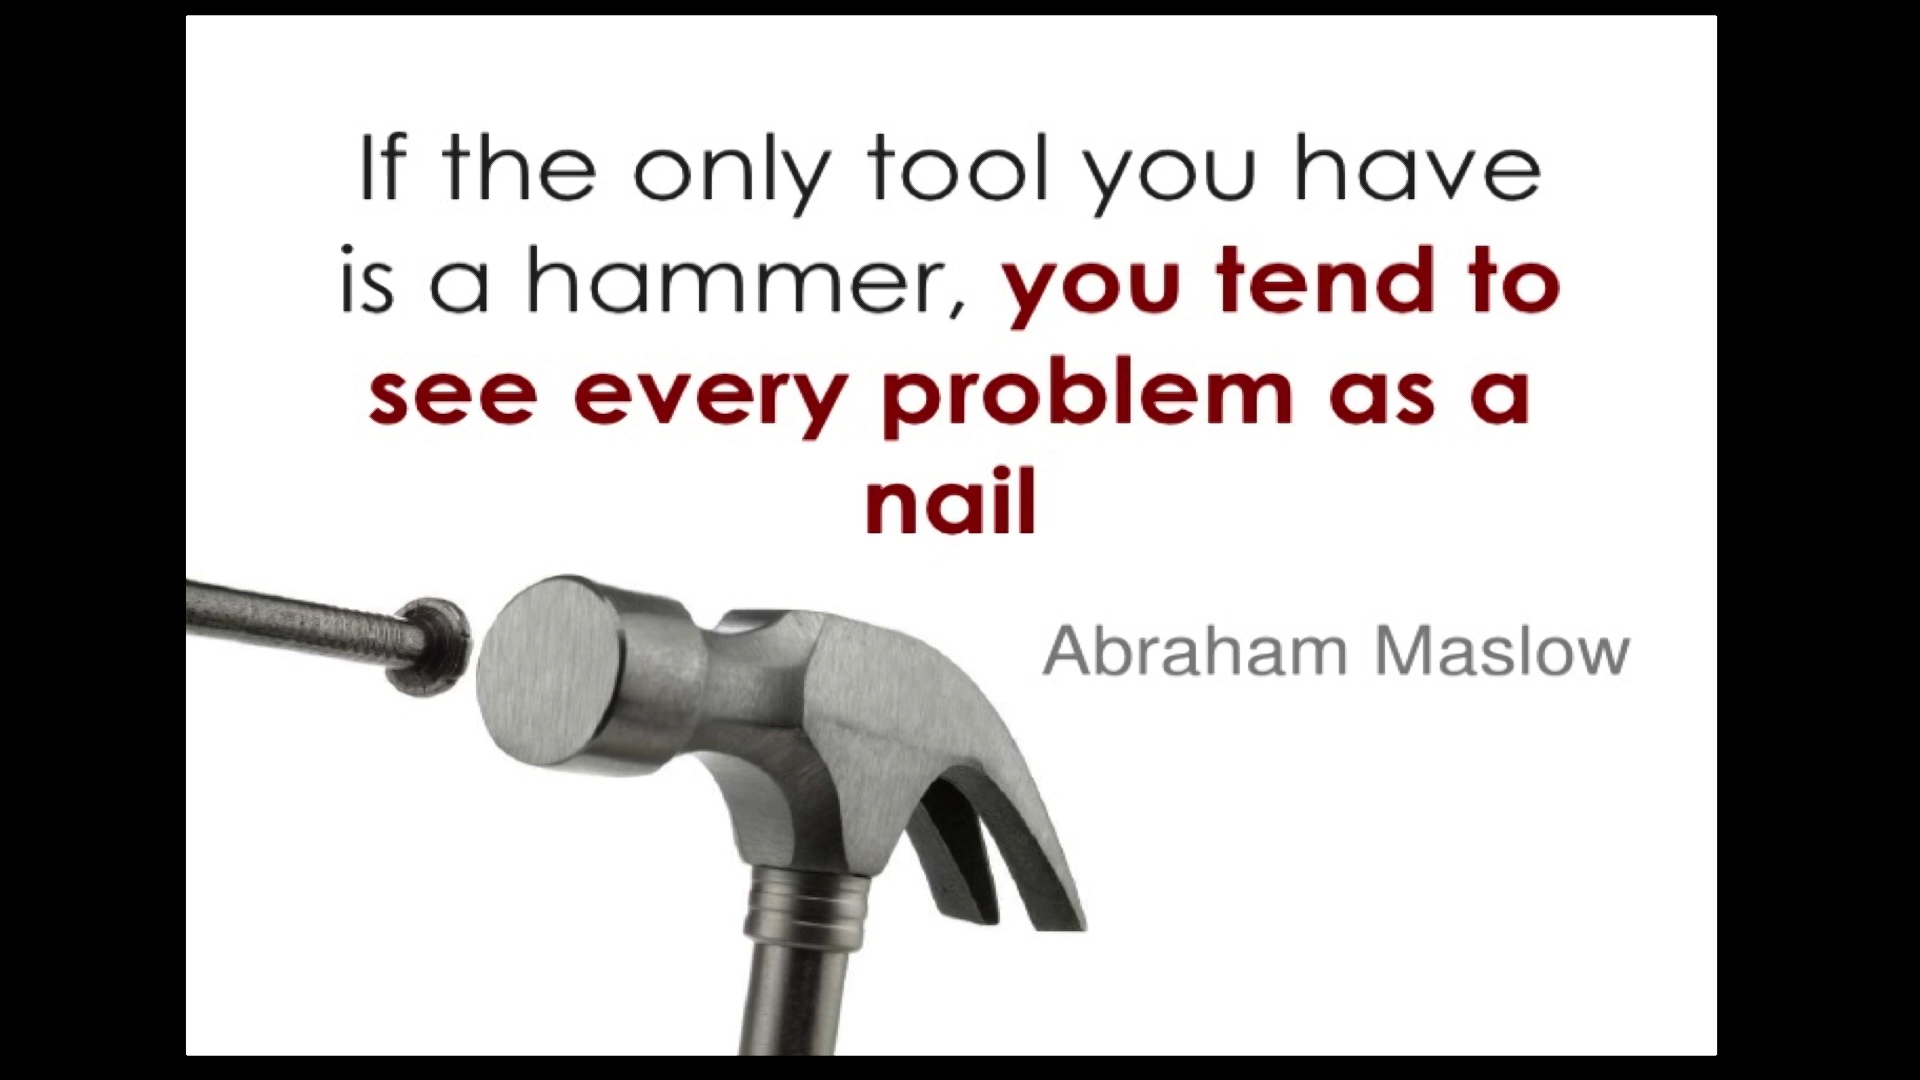 If the only tool you have
is a hammer, you tend to
see every problem as a
nail
Abraham Maslow